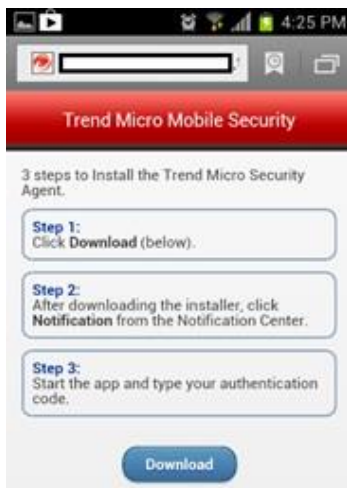 4:25 PM
Trend Micro Mobile Security
3 steps to Install the Trend Micro Security
Agent.
Step 1:
Click Download (below).
Step 2:
After downloading the installer, click
Notification from the Notification Center.
Step 3:
Start the app and type your authentication
code.
Download